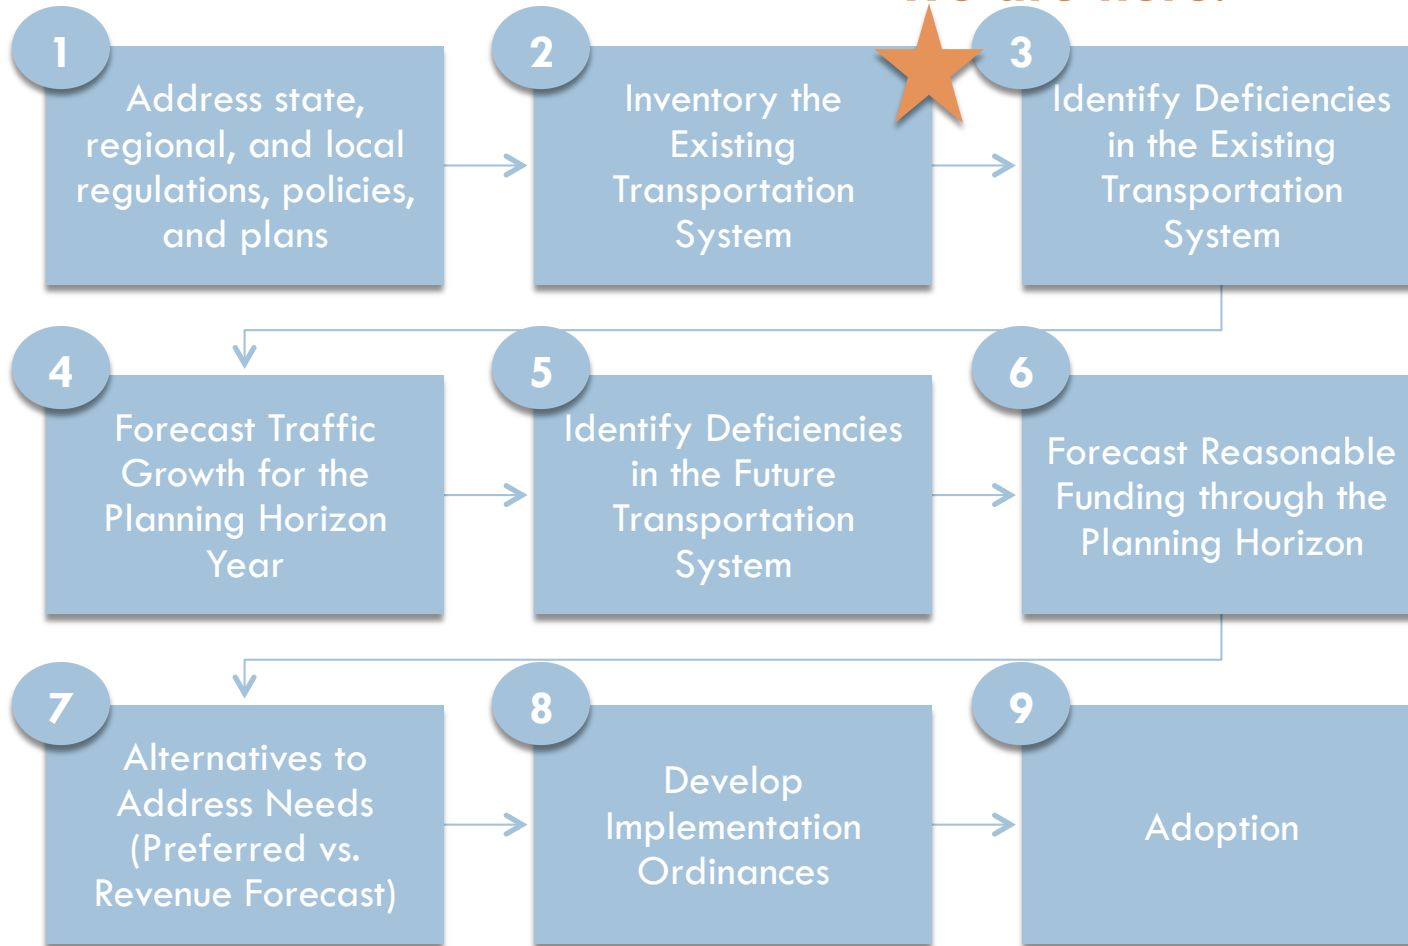 we are here.
1
Address state,
regional, and local
regulations, policies,
and plans
2
Inventory the
Existing
Transportation
System
3
Identify Deficiencies
in the Existing
Transportation
System
4
Forecast Traffic
Growth for the
Planning Horizon
Year
5
Identify Deficiencies
in the Future
Transportation
System
6
Forecast Reasonable
Funding through the
Planning Horizon
7
Alternatives to
Address Needs
(Preferred vs.
Revenue Forecast)
8
Develop
Implementation
Ordinances
9
Adoption